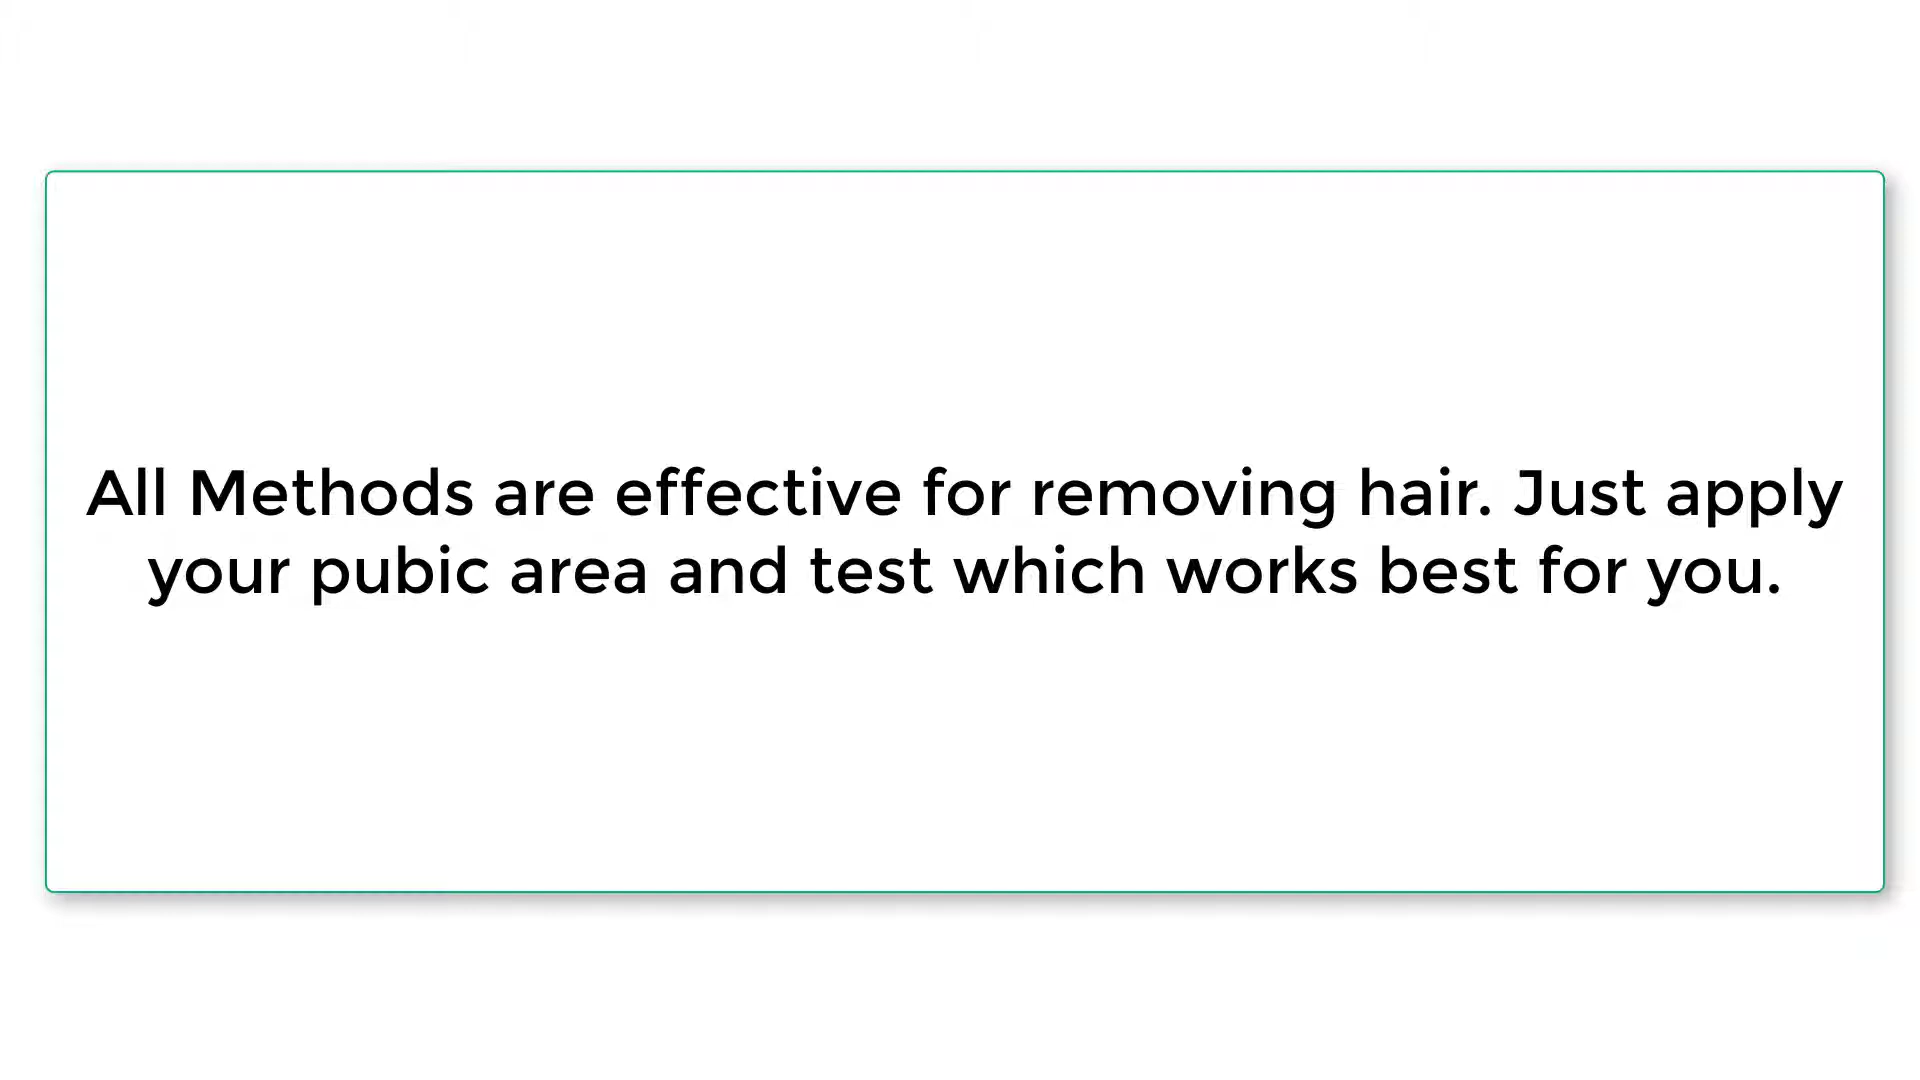 All Methods are effective for removing hair. Just apply
your pubic area and test which works best for you.